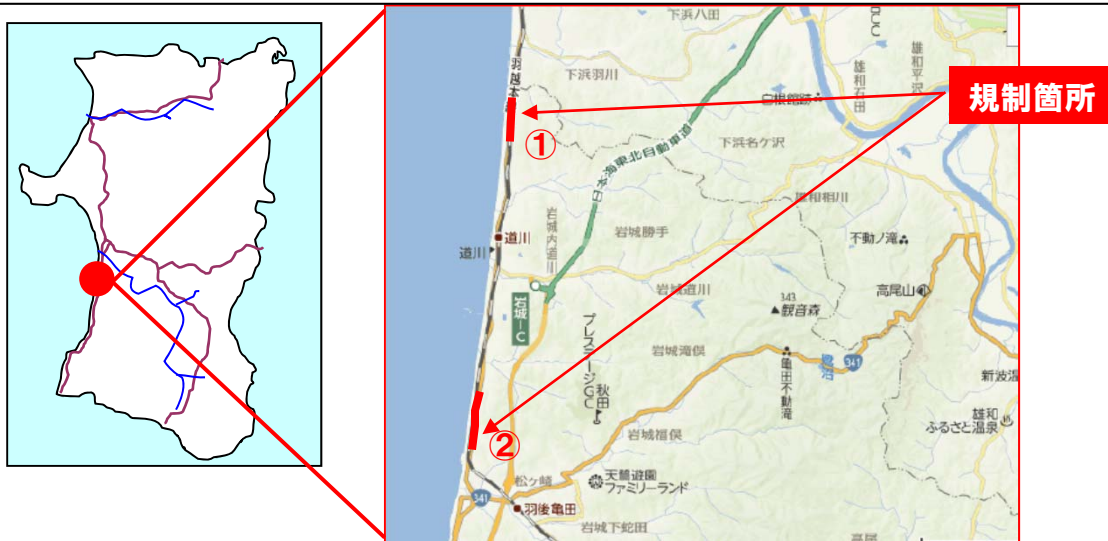 下浜八田
羽越本
下浜羽川
雄和石田
雄和平沢
白根館跡
規制箇所
①
下浜名ケ沢
日本海東北自動車道
雄和相川
岩城内道川
岩城勝手
道川
道川
不動ノ滝
岩城IC
岩城道川
高尾山
343
観音森
プレステージGC
秋田
岩城滝俣
亀田不動滝
341
新波温
雄和
ふるさと温泉
②
岩城福俣
松ケ崎
天鷺遊園
ファミリーランド
341
羽後亀田
岩城下蛇田